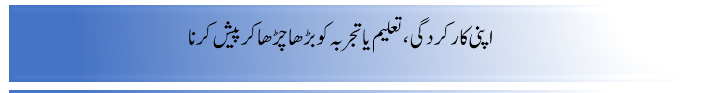 اپنی کارکردگی، تعلیم یا تجربہ کو بڑھا چڑھا کر پیش کرنا